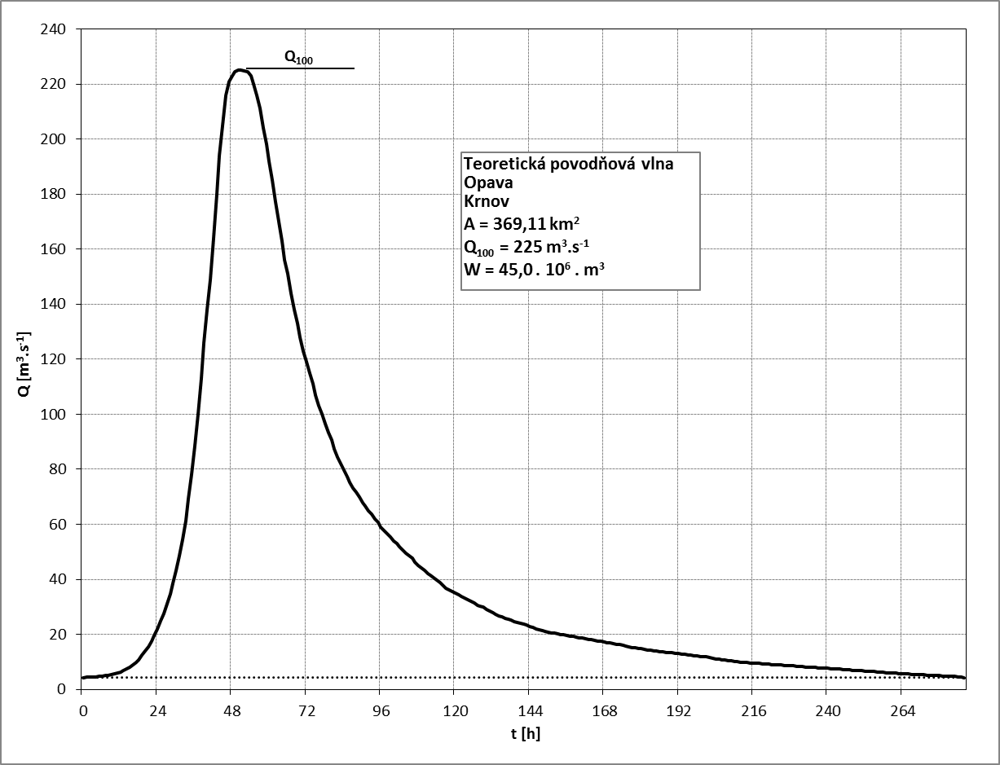 240
220
200
180
160
140
120
100
80
60
40
20
0
Q [m³.s⁻¹]
Q₁₀₀
Teoretická povodňová vlna
Opava
Krnov
A = 369,11 km²
Q₁₀₀ = 225 m³.s⁻¹
W = 45,0 . 10⁶ . m³
0 24 48 72 96 120 144 168 192 216 240 264
t [h]